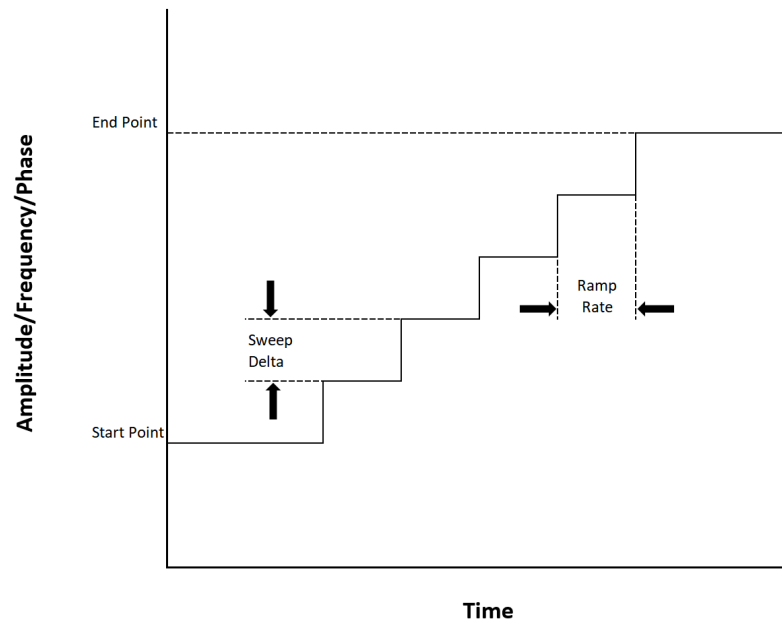 Amplitude/Frequency/Phase
End Point
Ramp
Rate
Sweep
Delta
Start Point
Time